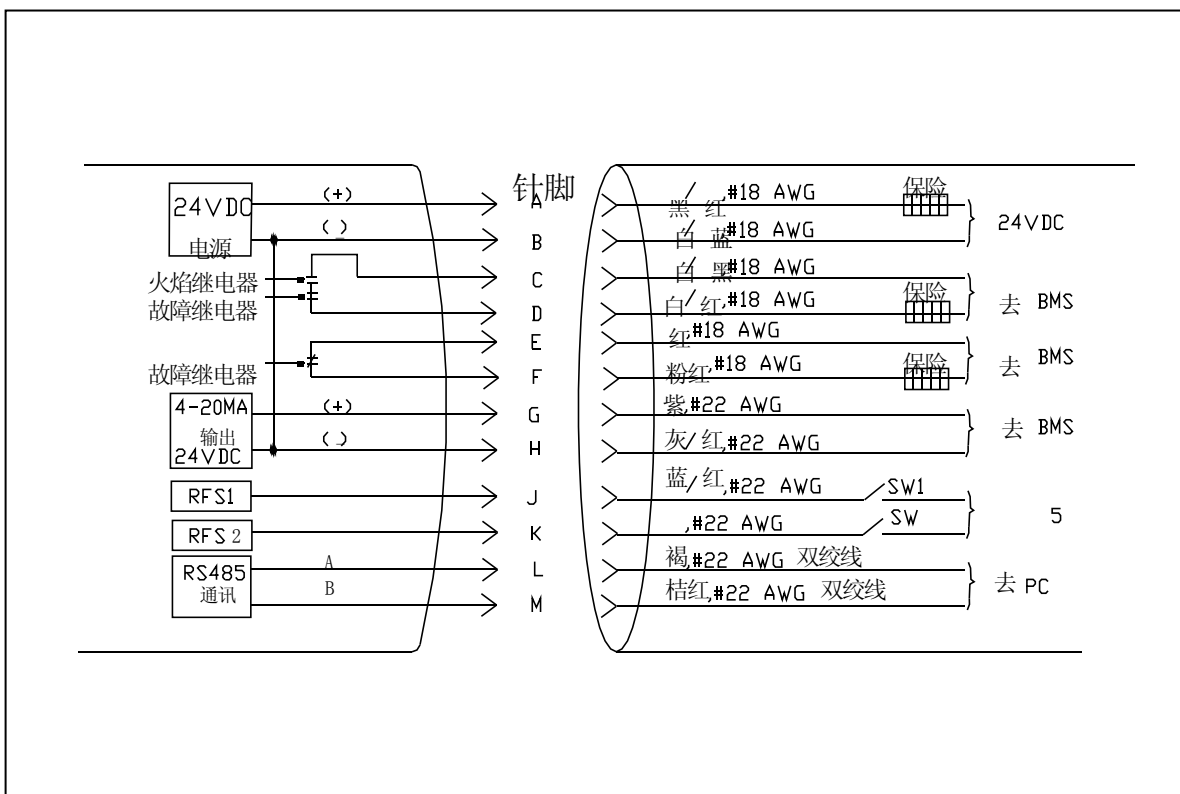 针脚
24VDC
电源
(+)
(-)
A
黑/红,#18 AWG
保险
24VDC
B
白/蓝#18 AWG
火焰继电器
C
白/黑#18 AWG
故障继电器
D
白/红,#18 AWG
保险
去 BMS
E
红#18 AWG
故障继电器
F
粉红,#18 AWG
保险
去 BMS
4-20MA
输出
24VDC
(+)
(-)
G
紫,#22 AWG
去 BMS
H
灰/红,#22 AWG
RFS1
J
蓝/红,#22 AWG
SW1
RFS 2
K
,#22 AWG
SW
5
RS485
通讯
A
B
L
褐,#22 AWG 双绞线
M
桔红,#22 AWG 双绞线
去 PC